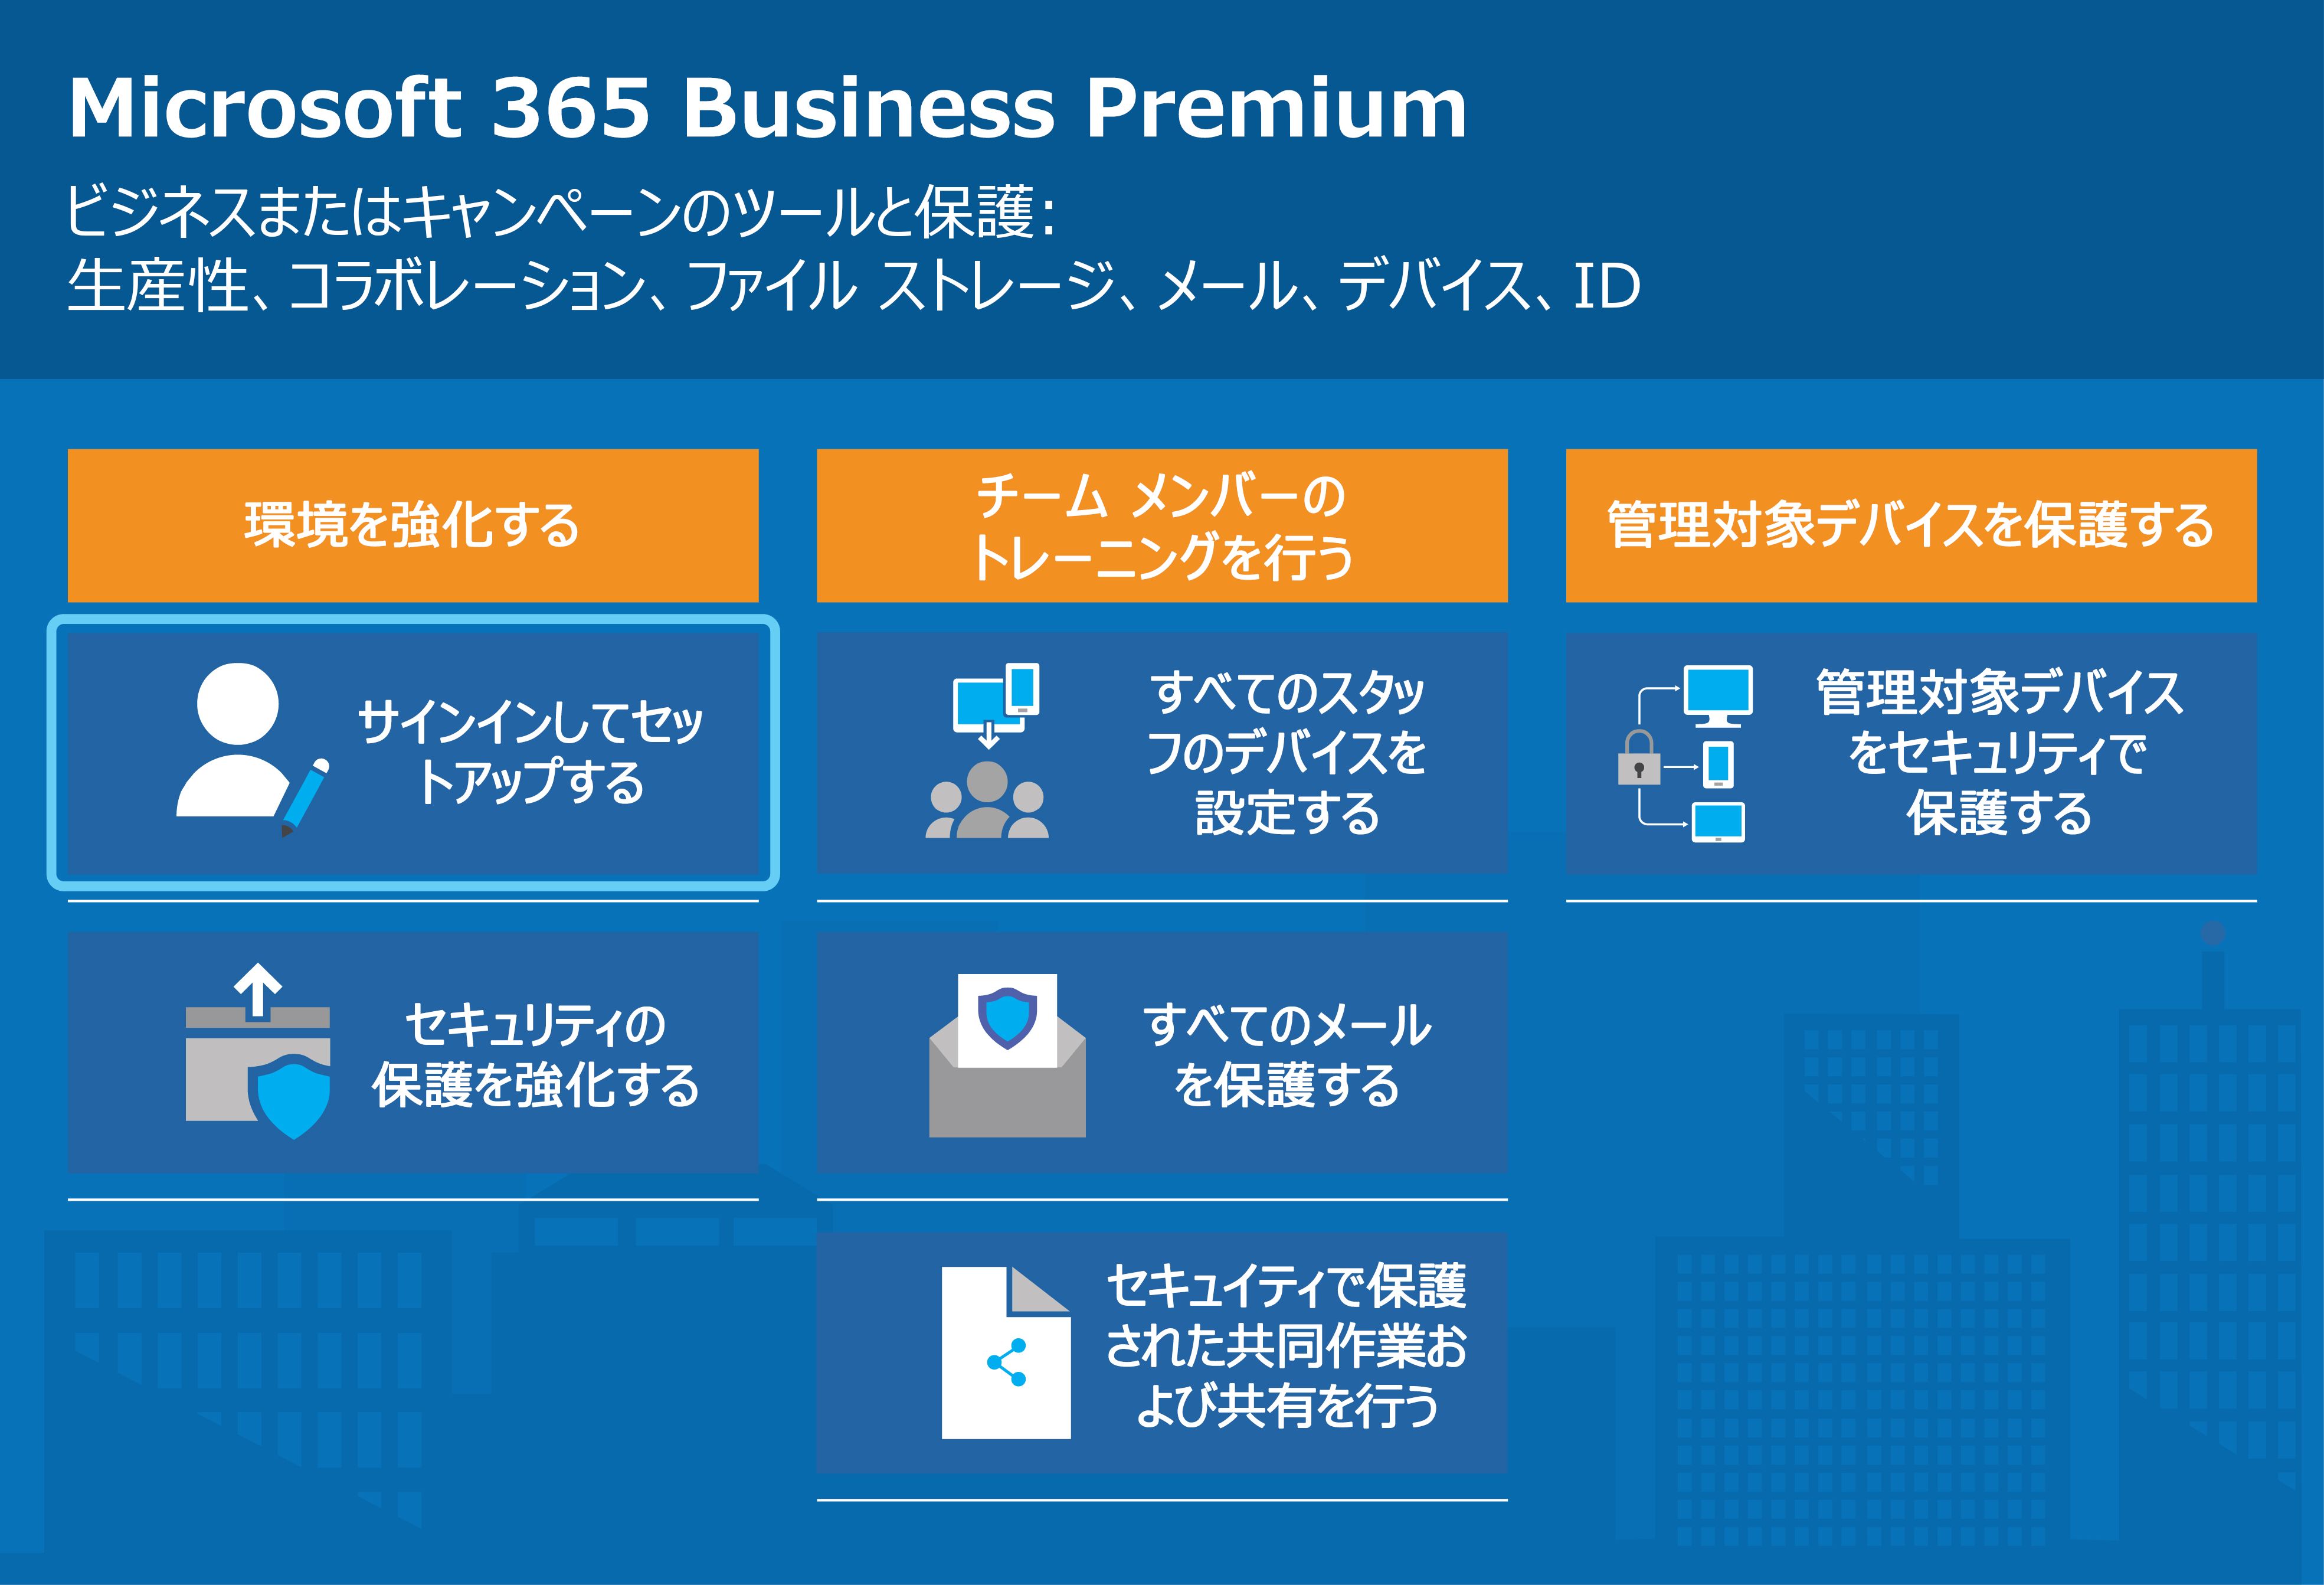 Microsoft 365 Business Premium
ビジネスまたはキャンペーンのツールと保護:
生産性、コラボレーション、ファイル ストレージ、メール、デバイス、ID
環境を強化する
サインインしてセッ
トアップする
セキュリティの
保護を強化する
チーム メンバーの
トレーニングを行う
すべてのスタッ
フのデバイスを
設定する
すべてのメール
を保護する
セキュイティで保護
された共同作業お
よび共有を行う
管理対象デバイスを保護する
管理対象デバイス
をセキュリティで
保護する